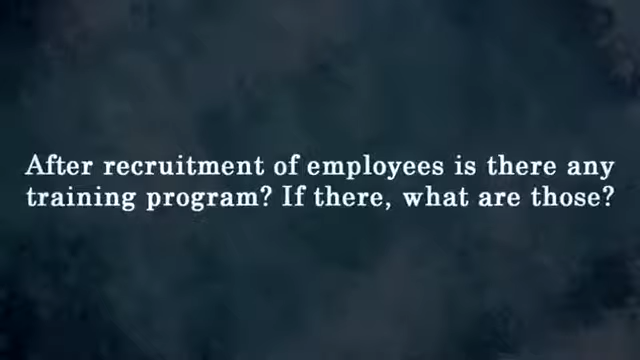 After recruitment of employees is there any
training program? If there, what are those?